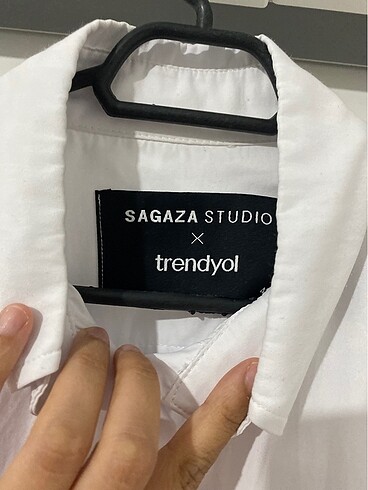 SAGAZA STUDIO
×
trendyol